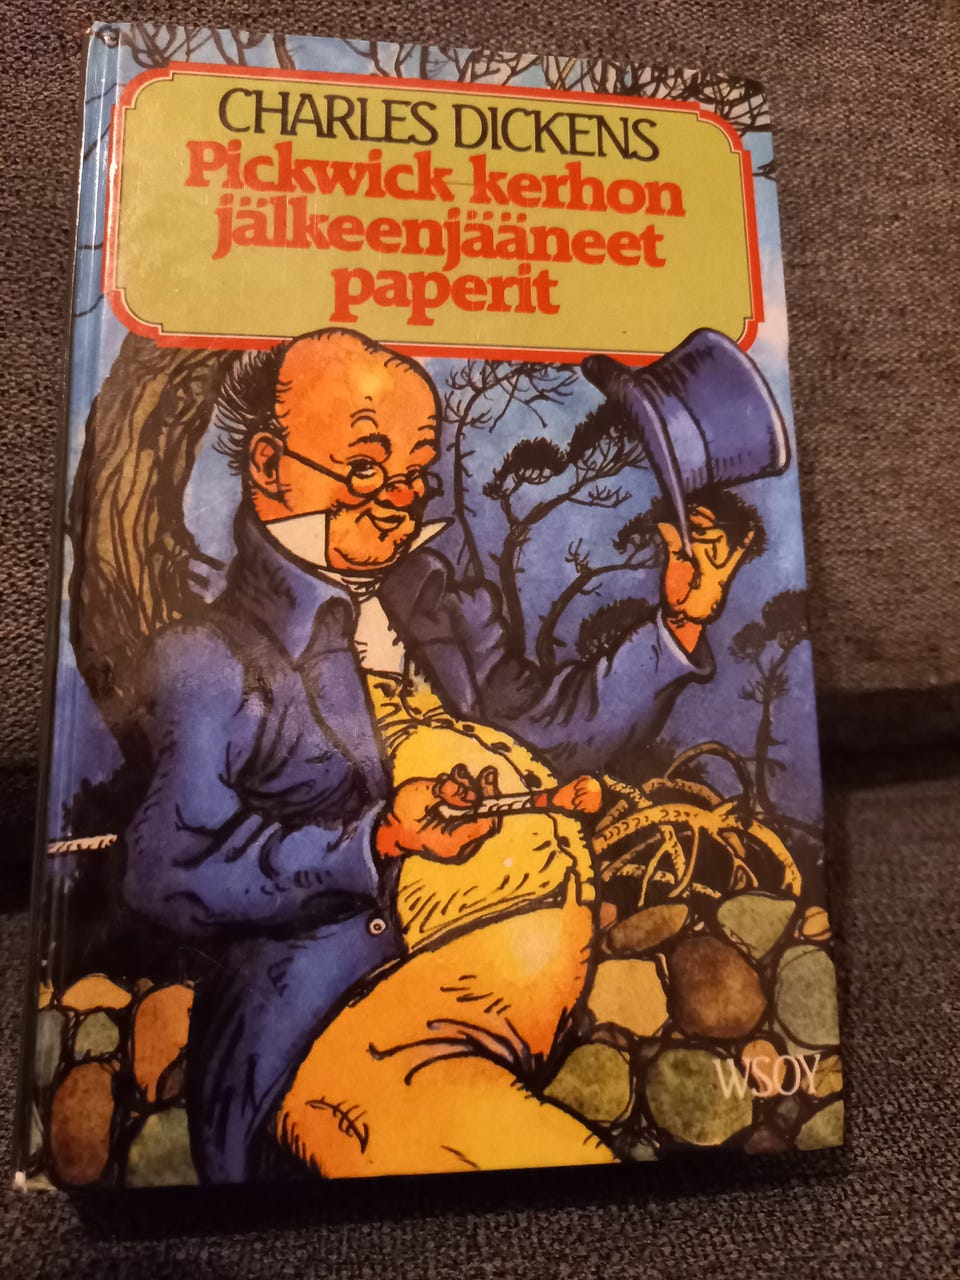 CHARLES DICKENS
Pickwick kerhon
jälkeenjääneet
paperit
WSOY